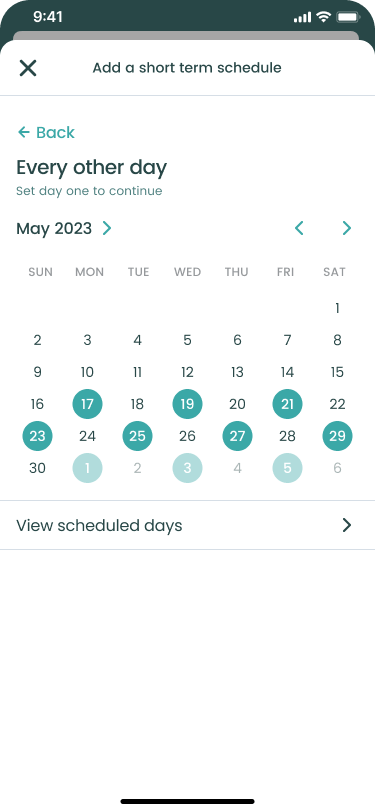 9:41
Add a short term schedule
Back
Every other day
Set day one to continue
May 2023
SUN MON TUE WED THU FRI SAT
1
2 3 4 5 6 7 8
9 10 11 12 13 14 15
16 17 18 19 20 21 22
23 24 25 26 27 28 29
30 1 2 3 4 5 6
View scheduled days